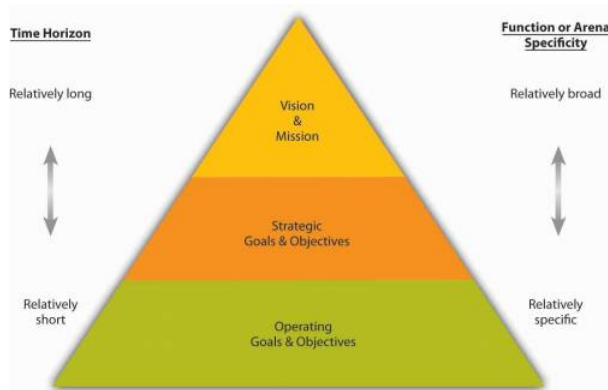 Time Horizon
Relatively long
Relatively
short
Vision
&
Mission
Strategic
Goals & Objectives
Operating
Goals & Objectives
Function or Arena
Specificity
Relatively broad
Relatively
specific